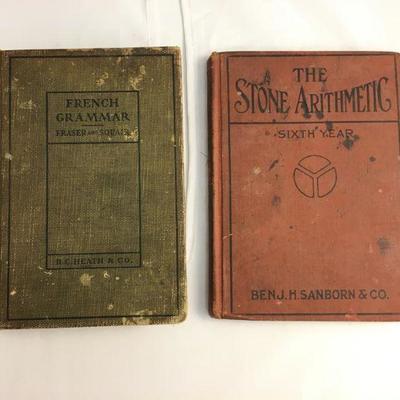 FRENCH
GRAMMAR
FRASER AND SQUAIR
D.C. HEATH & CO.
THE
STONE ARITHMETIC
SIXTH YEAR
BENJ. H. SANBORN & CO.